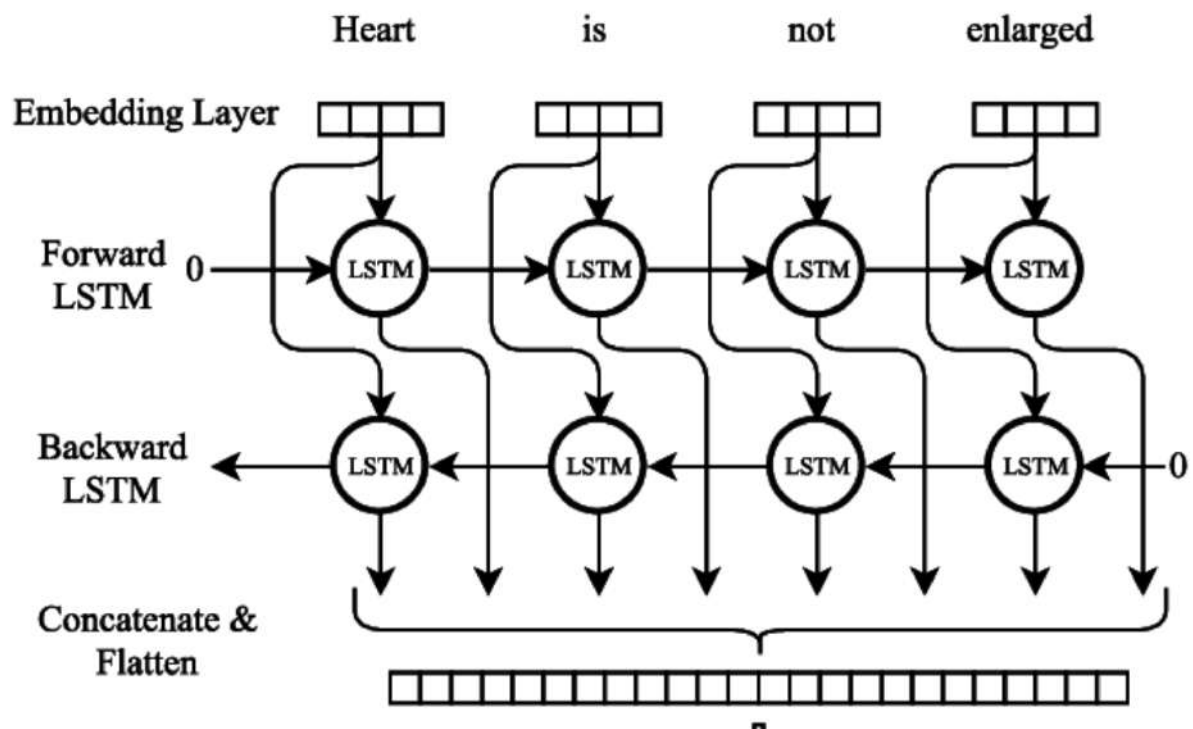 Heart is not enlarged
Embedding Layer
Forward
LSTM
0
LSTM LSTM LSTM LSTM
Backward
LSTM
LSTM LSTM LSTM LSTM
0
Concatenate &
Flatten